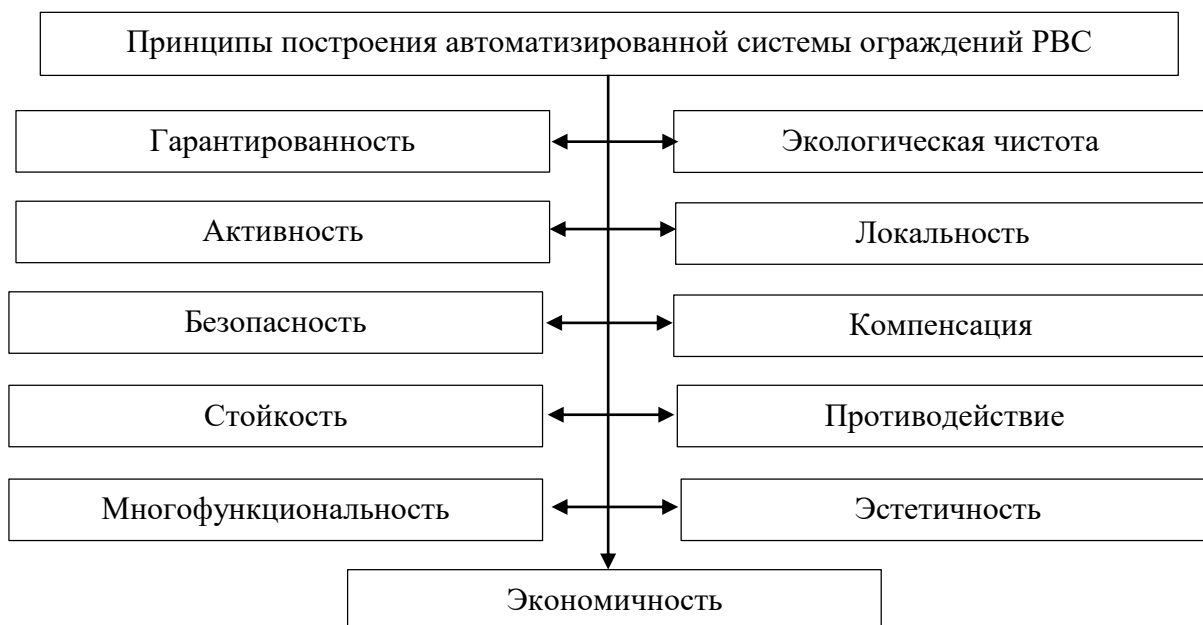 Принципы построения автоматизированной системы ограждений РВС
Гарантированность
Экологическая чистота
Активность
Локальность
Безопасность
Компенсация
Стойкость
Противодействие
Многофункциональность
Эстетичность
Экономичность